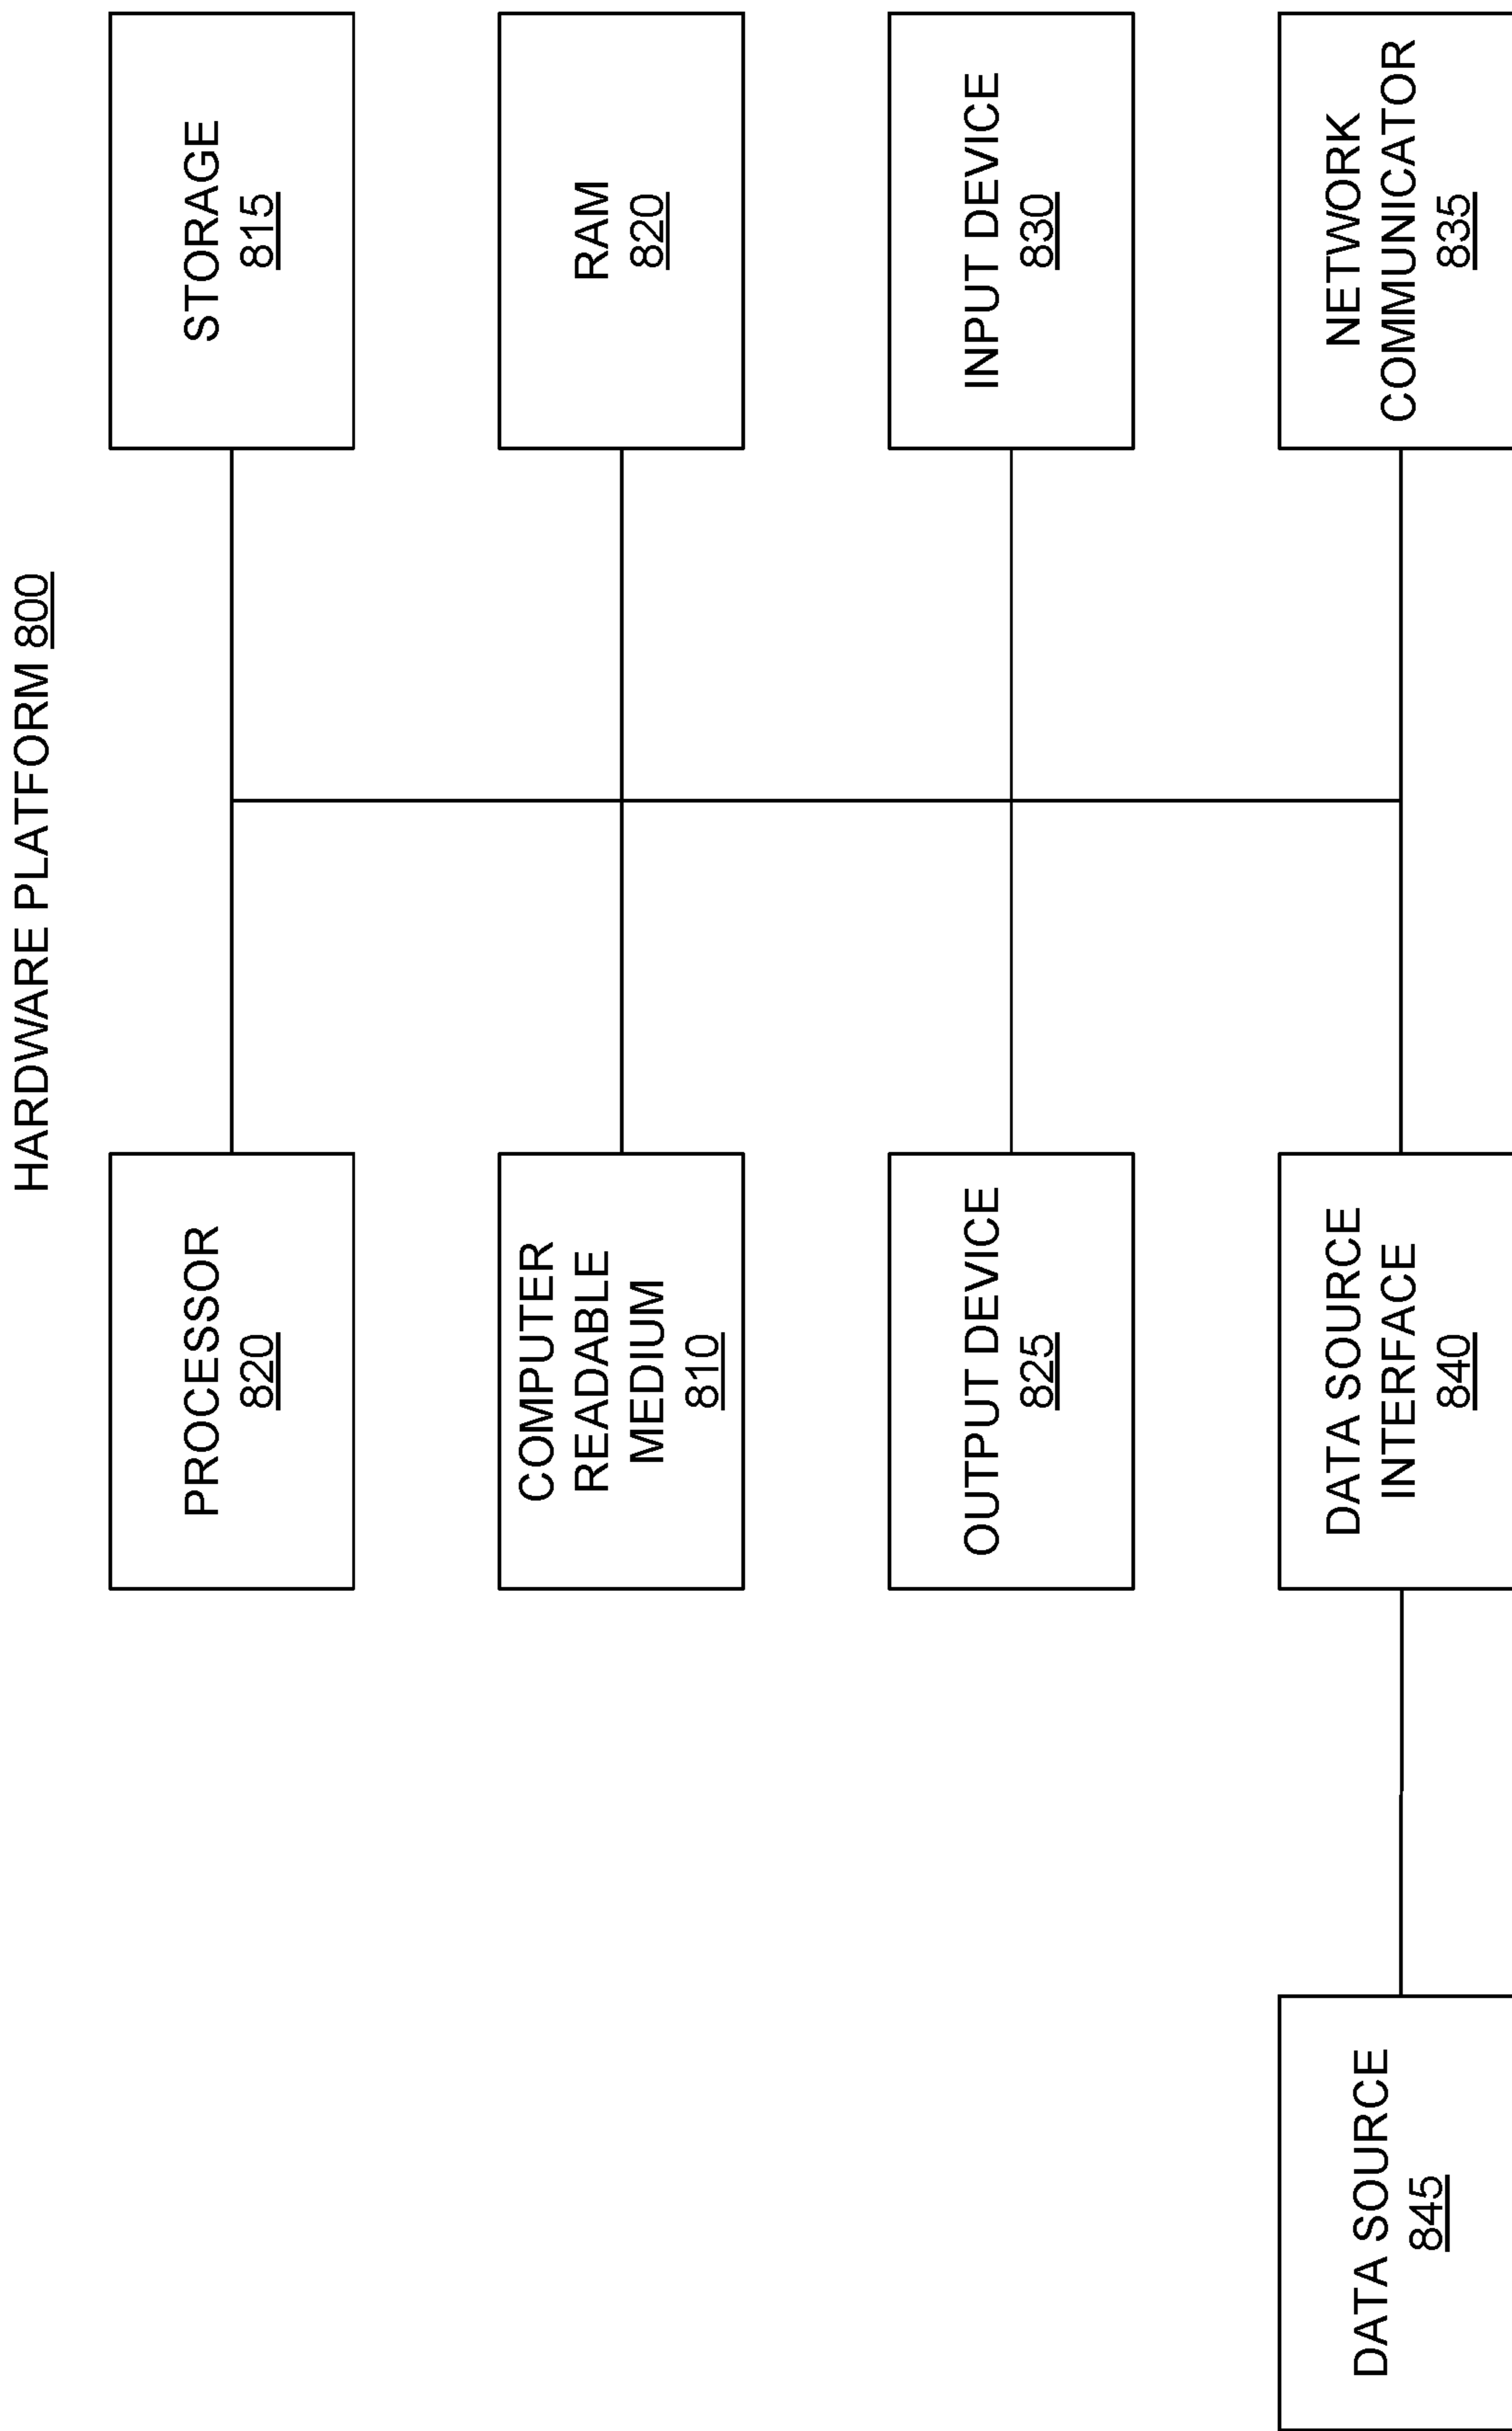 HARDWARE PLATFORM 800
PROCESSOR
820
STORAGE
815
COMPUTER
READABLE
MEDIUM
810
RAM
820
OUTPUT DEVICE
825
INPUT DEVICE
830
DATA SOURCE
845
DATA SOURCE
INTERFACE
840
NETWORK
COMMUNICATOR
835